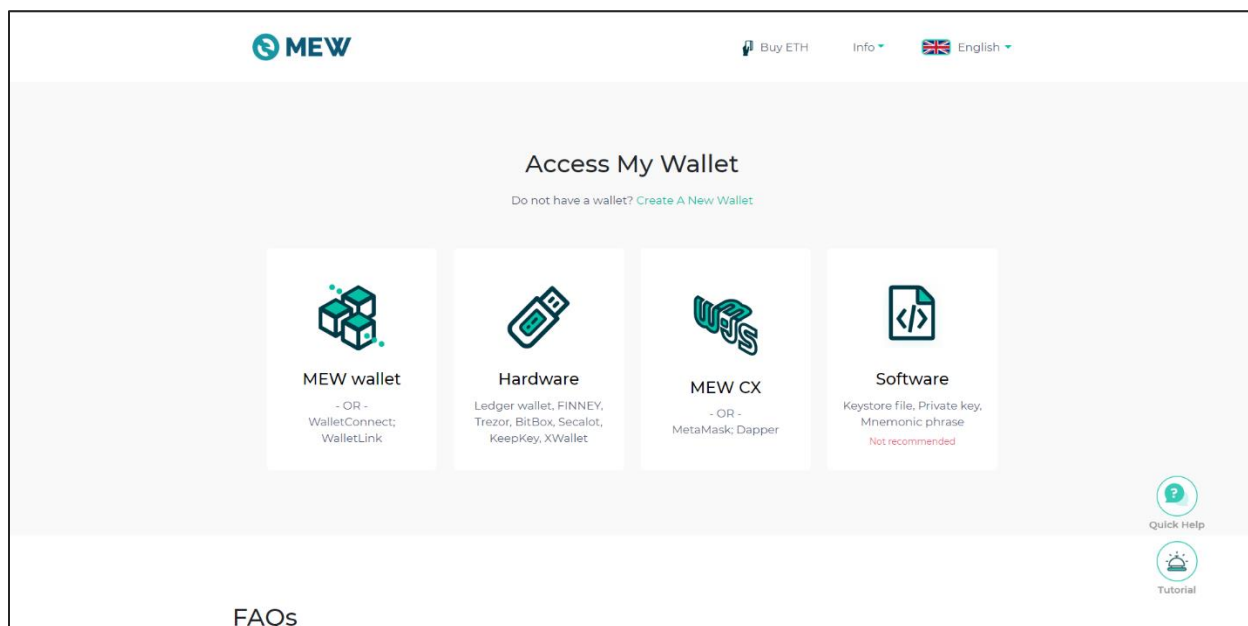 MEW
Buy ETH
Info
English
Access My Wallet
Do not have a wallet? Create A New Wallet
MEW wallet
- OR -
WalletConnect;
WalletLink
Hardware
Ledger wallet, FINNEY,
Trezor, BitBox, Secalot,
KeepKey, XWallet
MEW CX
- OR -
MetaMask; Dapper
Software
Keystore file, Private key,
Mnemonic phrase
Not recommended
Quick Help
Tutorial
FAQs